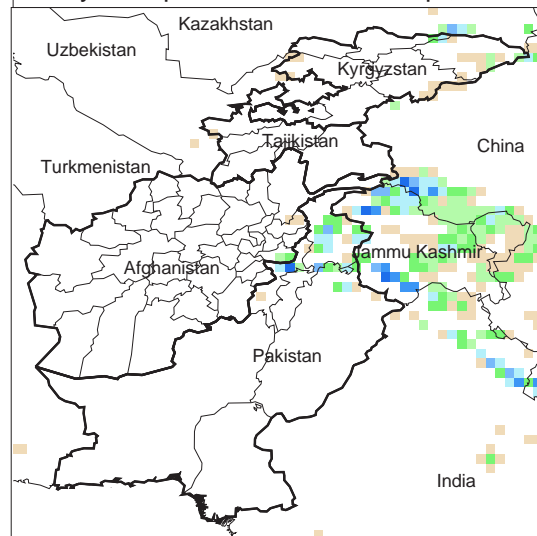 Kazakhstan
Uzbekistan
Kyrgyzstan
Tajikistan
China
Turkmenistan
Jammu Kashmir
Afghanistan
Pakistan
India